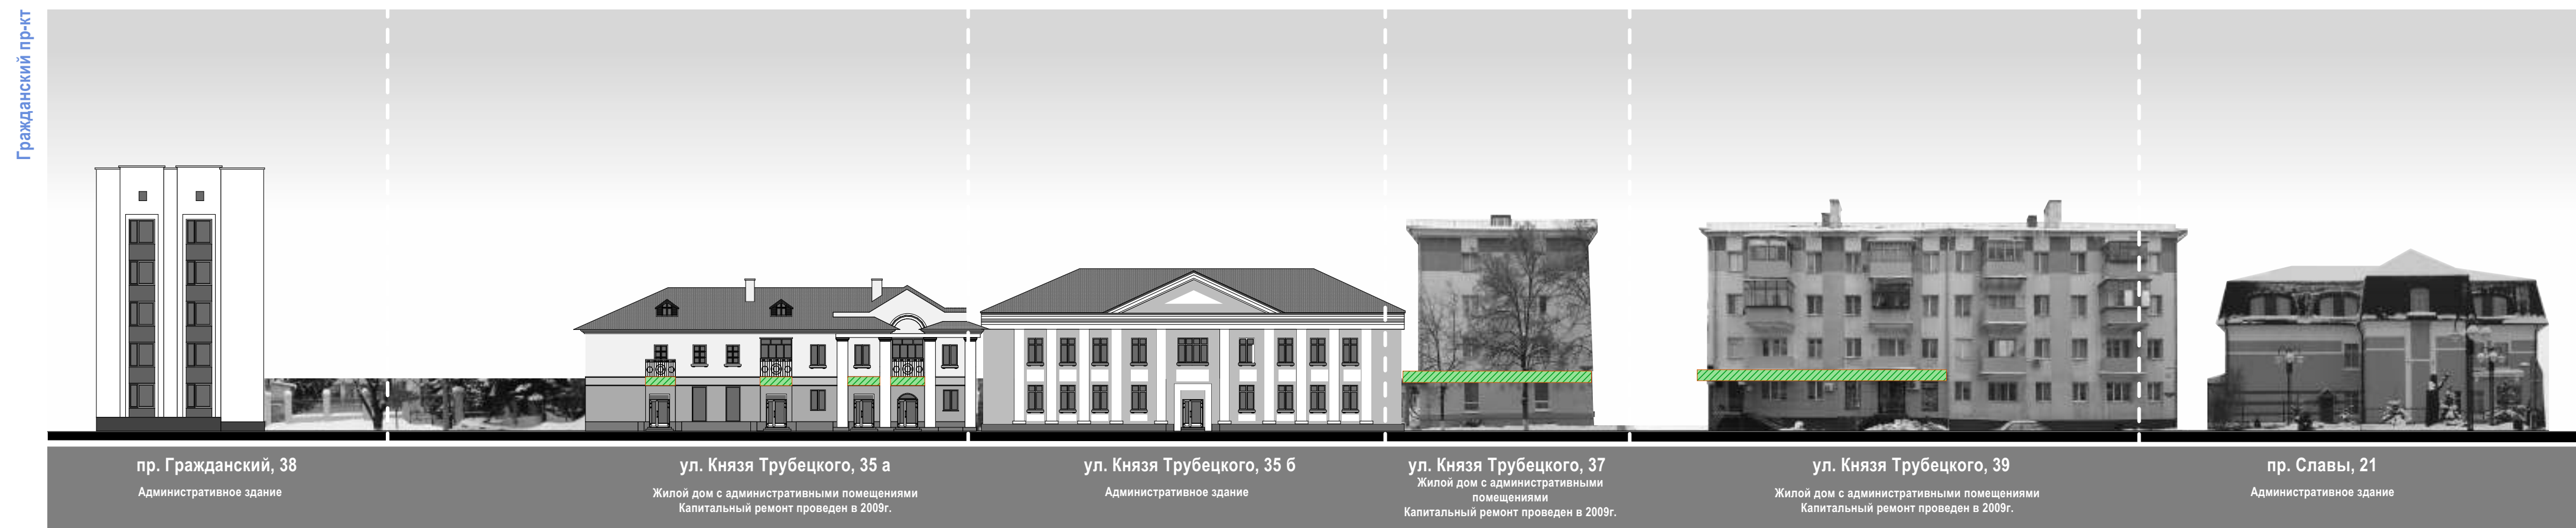 Гражданский пр-кт
пр. Гражданский, 38
Административное здание
ул. Князя Трубецкого, 35 а
Жилой дом с административными помещениями
Капитальный ремонт проведен в 2009г.
ул. Князя Трубецкого, 35 б
Административное здание
ул. Князя Трубецкого, 37
Жилой дом с административными
помещениями
Капитальный ремонт проведен в 2009г.
ул. Князя Трубецкого, 39
Жилой дом с административными помещениями
Капитальный ремонт проведен в 2009г.
пр. Славы, 21
Административное здание